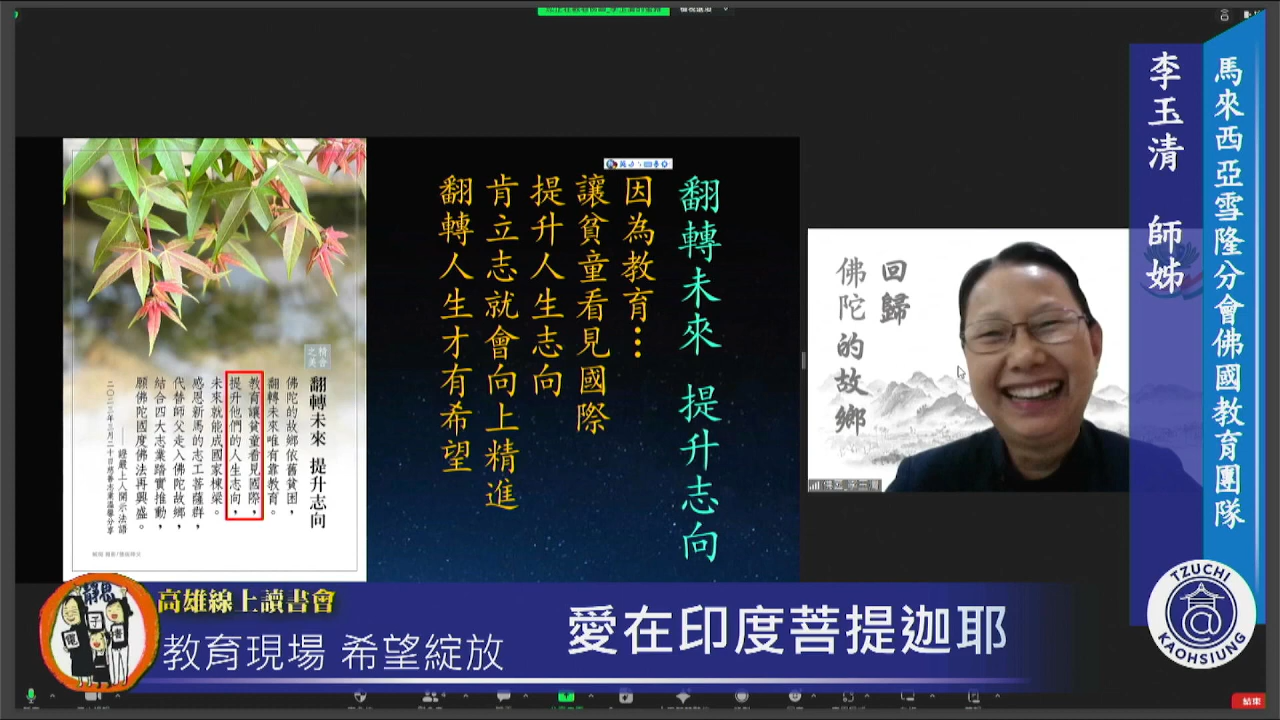 馬來西亞雪隆分會佛國教育團隊
李玉清 師姊
翻轉未來 提升志向
因為教育…
讓貧童看見國際
提升人生志向
肯立志就會向上精進
翻轉人生才有希望
回歸
佛陀的故鄉
翻轉未來 提升志向
佛陀的故鄉依舊貧困，
翻轉未來唯有靠教育。
教育讓貧童看見國際，
提升他們的人生志向，
未來就能成國家棟梁。
感恩新馬的志工菩薩群，
代替師父走入佛陀故鄉，
結合四大志業踏實推動，
願佛陀國度佛法再興盛。
高雄線上讀書會
教育現場 希望綻放
愛在印度菩提迦耶
TZUCHI
KAOHSIUNG
結束